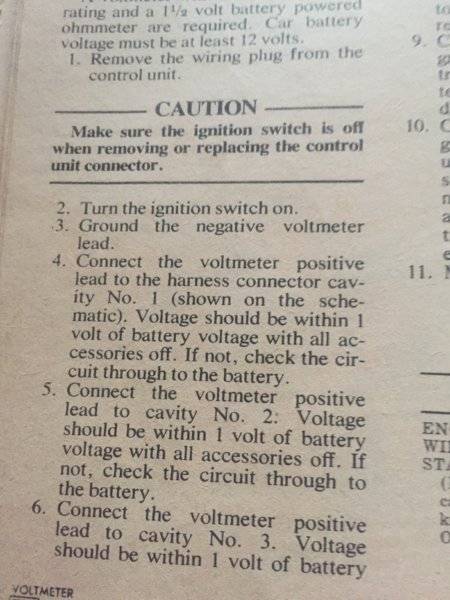 rating and a 1½ volt battery powered
ohmmeter are required. Car battery
voltage must be at least 12 volts.
1. Remove the wiring plug from the
control unit.
CAUTION
Make sure the ignition switch is off
when removing or replacing the control
unit connector.
2. Turn the ignition switch on.
3. Ground the negative voltmeter
lead.
4. Connect the voltmeter positive
lead to the harness connector cav-
ity No. 1 (shown on the sche-
matic). Voltage should be within 1
volt of battery voltage with all ac-
cessories off. If not, check the cir-
cuit through to the battery.
5. Connect the voltmeter positive
lead to cavity No. 2: Voltage
should be within 1 volt of battery
voltage with all accessories off. If
not, check the circuit through to
the battery.
6. Connect the voltmeter positive
lead to cavity No. 3. Voltage
should be within 1 volt of battery
VOLTMETER
9.
10.
11.